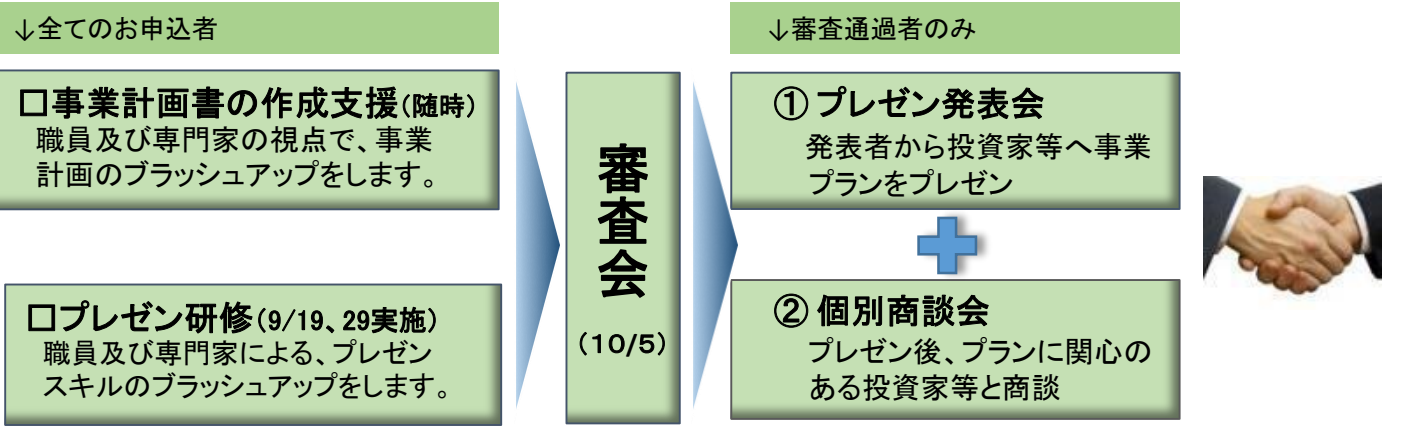 ↓全てのお申込者
□事業計画書の作成支援(随時)
職員及び専門家の視点で、事業
計画のブラッシュアップをします。
□プレゼン研修(9/19、29実施)
職員及び専門家による、プレゼン
スキルのブラッシュアップをします。
審査会
(10/5)
↓審査通過者のみ
① プレゼン発表会
発表者から投資家等へ事業
プランをプレゼン
② 個別商談会
プレゼン後、プランに関心の
ある投資家等と商談